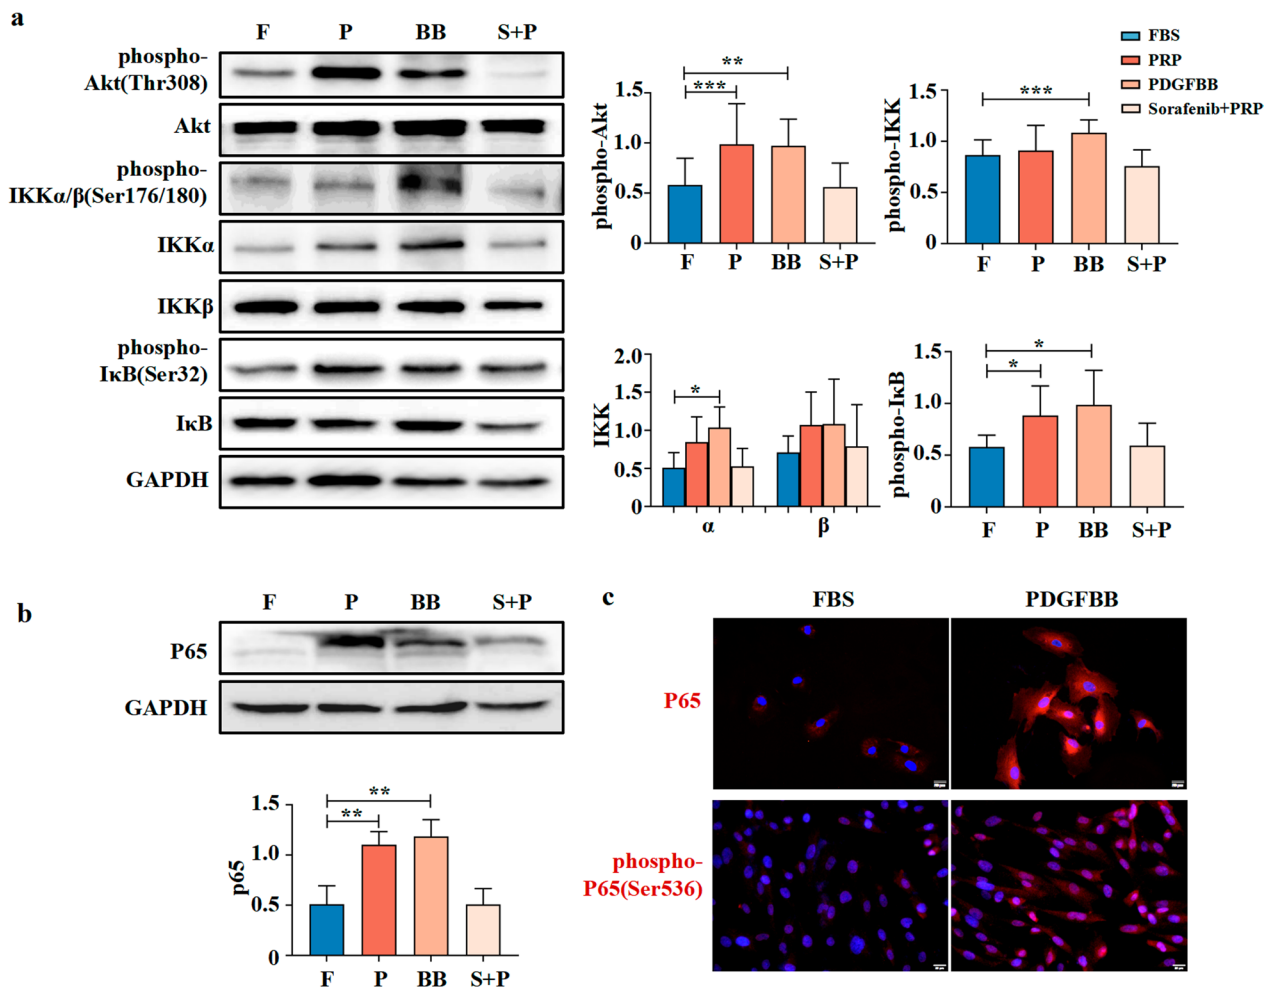 a
F P BB S+P
phospho-
Akt(Thr308)
Akt
phospho-
IKKα/β(Ser176/180)
IKKα
IKKβ
phospho-
IκB(Ser32)
IκB
GAPDH
FBS
PRP
PDGFBB
Sorafenib+PRP
phospho-Akt
1.5
1.0
0.5
0
**
***
F P BB S+P
phospho-IKK
1.5
1.0
0.5
0
***
F P BB S+P
IKK
2.0
1.5
1.0
0.5
0
*
α β
phospho-IκB
1.5
1.0
0.5
0
*
*
F P BB S+P
b
F P BB S+P
P65
GAPDH
p65
1.5
1.0
0.5
0
**
**
F P BB S+P
c
FBS PDGFBB
P65
phospho-
P65(Ser536)